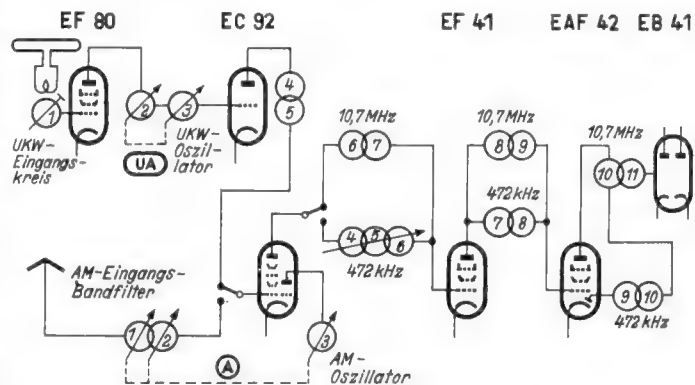 EF 80
EC 92
EF 41
EAF 42
EB 41
1
UKW-
Eingangs-
kreis
2
3
UA
UKW-
Oszil-
lator
4
5
10,7 MHz
6
7
4
5
6
472 kHz
10,7 MHz
8
9
472 kHz
7
8
10,7 MHz
10
11
9
10
472 kHz
AM-Eingangs-
Bandfilter
1
2
A
3
AM-
Oszillator